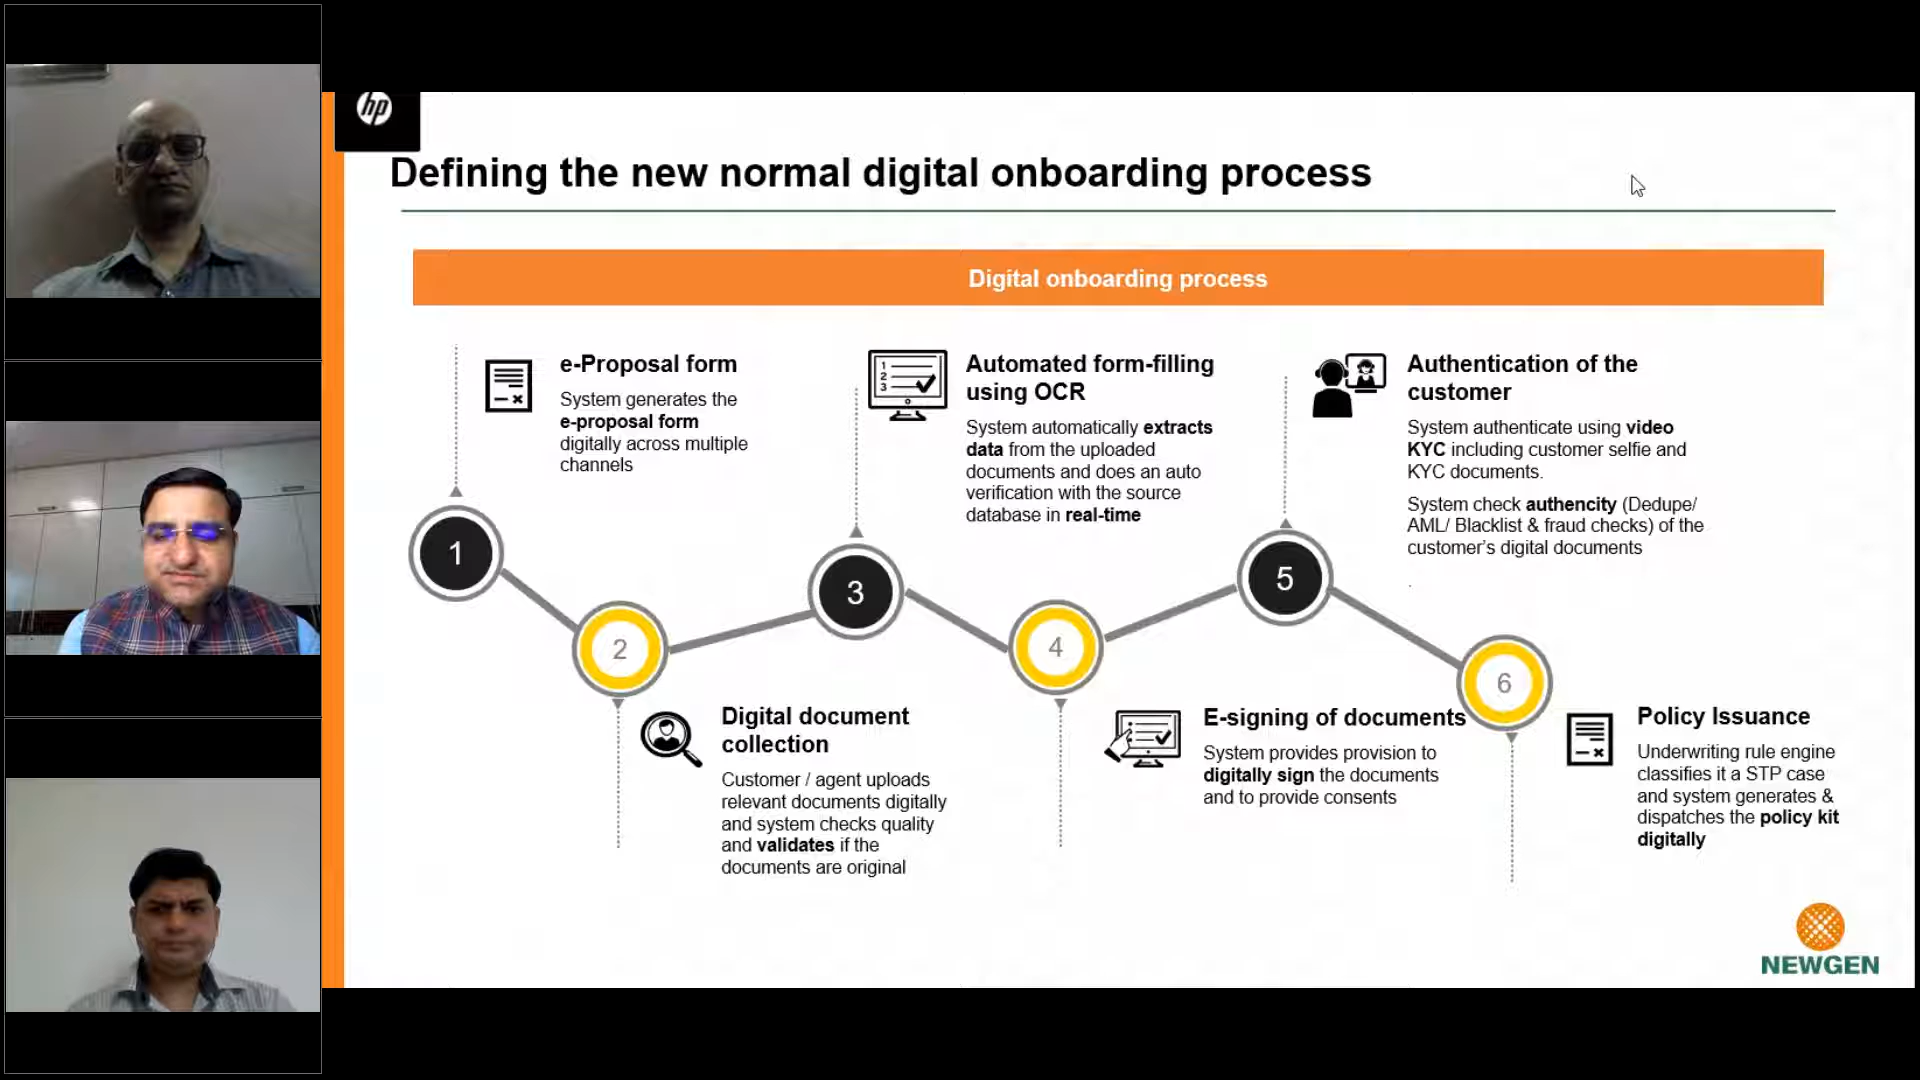 hp
Defining the new normal digital onboarding process
Digital onboarding process
e-Proposal form
System generates the
e-proposal form
digitally across multiple
channels
1
2
3
Automated form-filling
using OCR
System automatically extracts
data from the uploaded
documents and does an auto
verification with the source
database in real-time
1
2
Digital document
collection
Customer / agent uploads
relevant documents digitally
and system checks quality
and validates if the
documents are original
3
4
E-signing of documents
System provides provision to
digitally sign the documents
and to provide consents
Authentication of the
customer
System authenticate using video
KYC including customer selfie and
KYC documents.
System check authencity (Dedupe/
AML/ Blacklist & fraud checks) of the
customer's digital documents
.
5
6
Policy Issuance
Underwriting rule engine
classifies it a STP case
and system generates &
dispatches the policy kit
digitally
NEWGEN